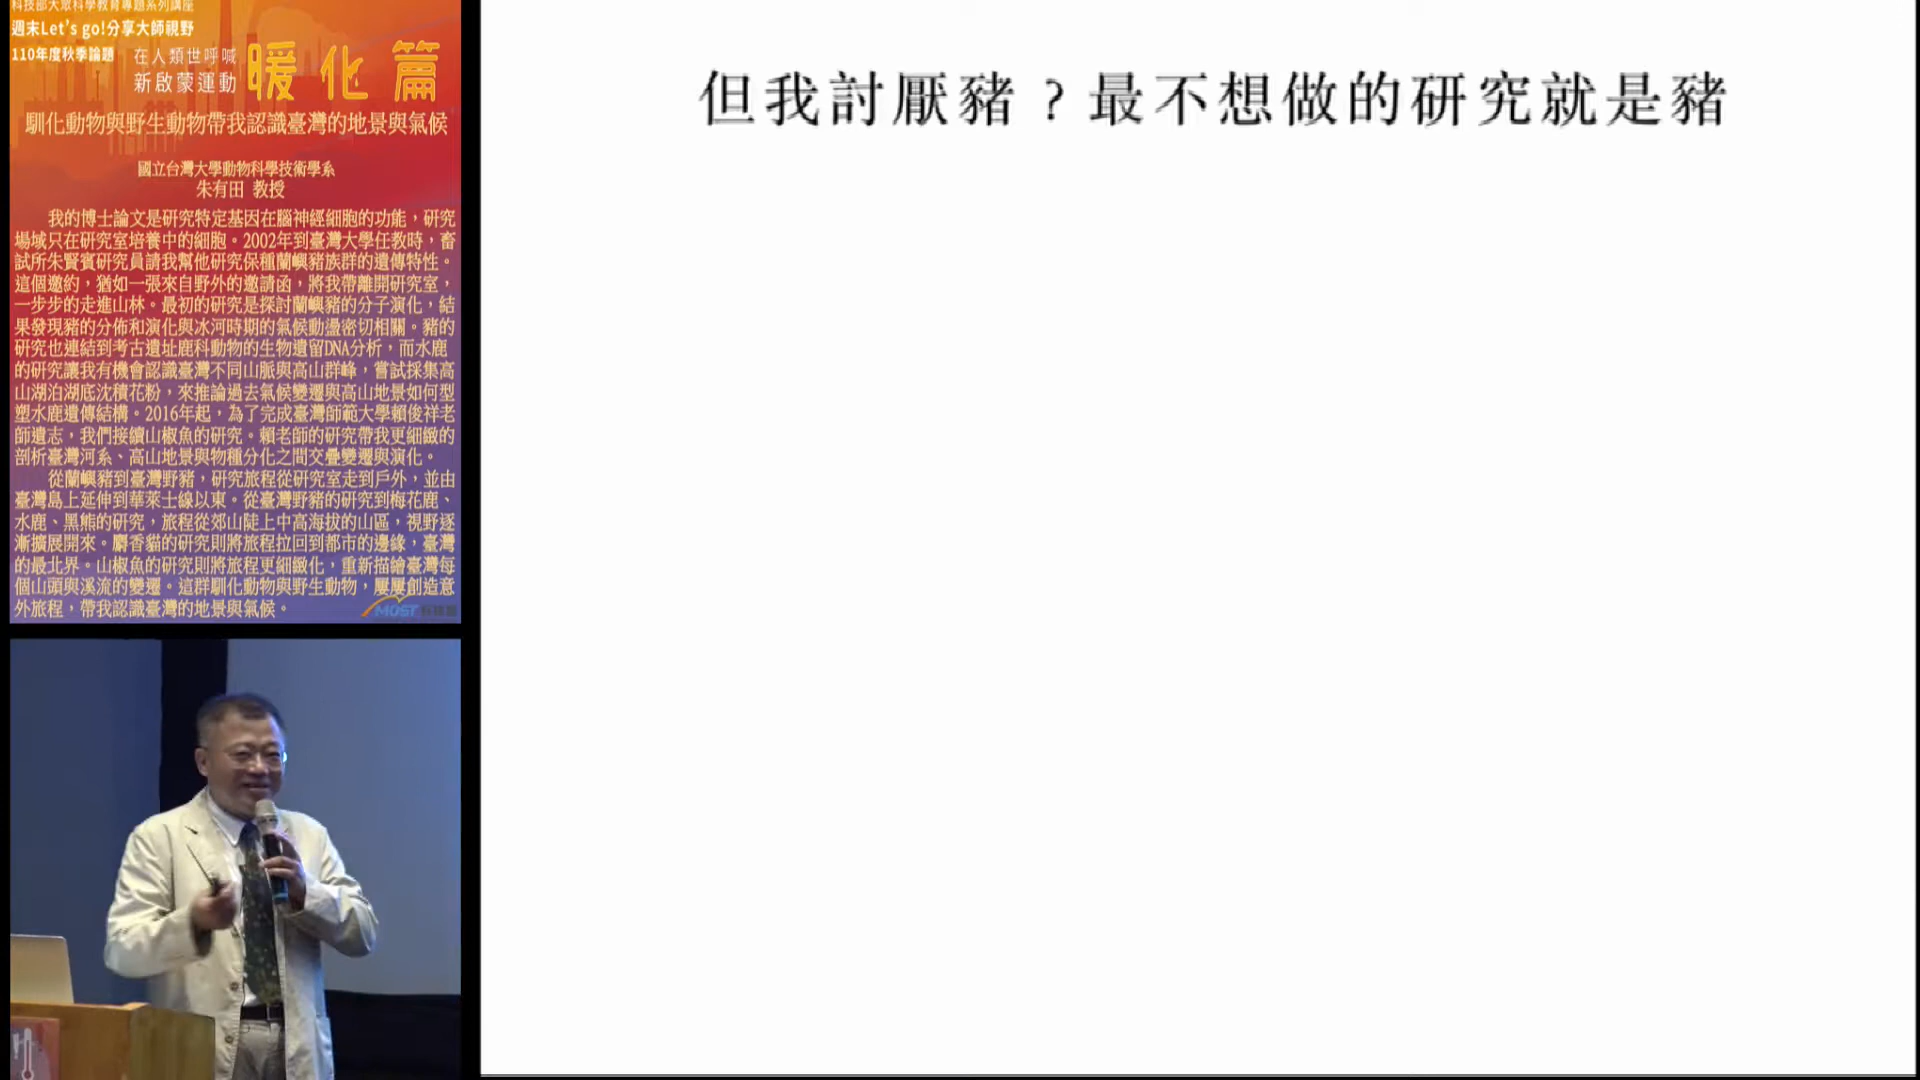 科技部大眾科學教育專題系列講座
週末Let's go!分享大師視野
110年度秋季論題
在人類世呼喊
新啟蒙運動
暖化篇
馴化動物與野生動物帶我認識臺灣的地景與氣候
國立台灣大學動物科學技術學系
朱有田 教授
我的博士論文是研究特定基因在腦神經細胞的功能，研究
場域只在研究室培養中的細胞。2002年到臺灣大學任教時，畜
試所朱賢賓研究員請我幫他研究保種蘭嶼豬族群的遺傳特性。
這個邀約，猶如一張來自野外的邀請函，將我帶離開研究室，
一步步的走進山林。最初的研究是探討蘭嶼豬的分子演化，結
果發現豬的分佈和演化與冰河時期的氣候動盪密切相關。豬的
研究也連結到考古遺址鹿科動物的生物遺留DNA分析，而水鹿
的研究讓我有機會認識臺灣不同山脈與高山群峰，嘗試採集高
山湖泊湖底沈積花粉，來推論過去氣候變遷與高山地景如何型
塑水鹿遺傳結構。2016年起，為了完成臺灣師範大學賴俊祥老
師遺志，我們接續山椒魚的研究。賴老師的研究帶我更細緻的
剖析臺灣河系、高山地景與物種分化之間交疊變遷與演化。
從蘭嶼豬到臺灣野豬，研究旅程從研究室走到戶外，並由
臺灣島上延伸到華萊士線以東。從臺灣野豬的研究到梅花鹿、
水鹿、黑熊的研究，旅程從郊山陡上中高海拔的山區，視野逐
漸擴展開來。麝香貓的研究則將旅程拉回到都市的邊緣，臺灣
的最北界。山椒魚的研究則將旅程更細緻化，重新描繪臺灣每
個山頭與溪流的變遷。這群馴化動物與野生動物，屢屢創造意
外旅程，帶我認識臺灣的地景與氣候。
MOST 科技部
但我討厭豬？最不想做的研究就是豬